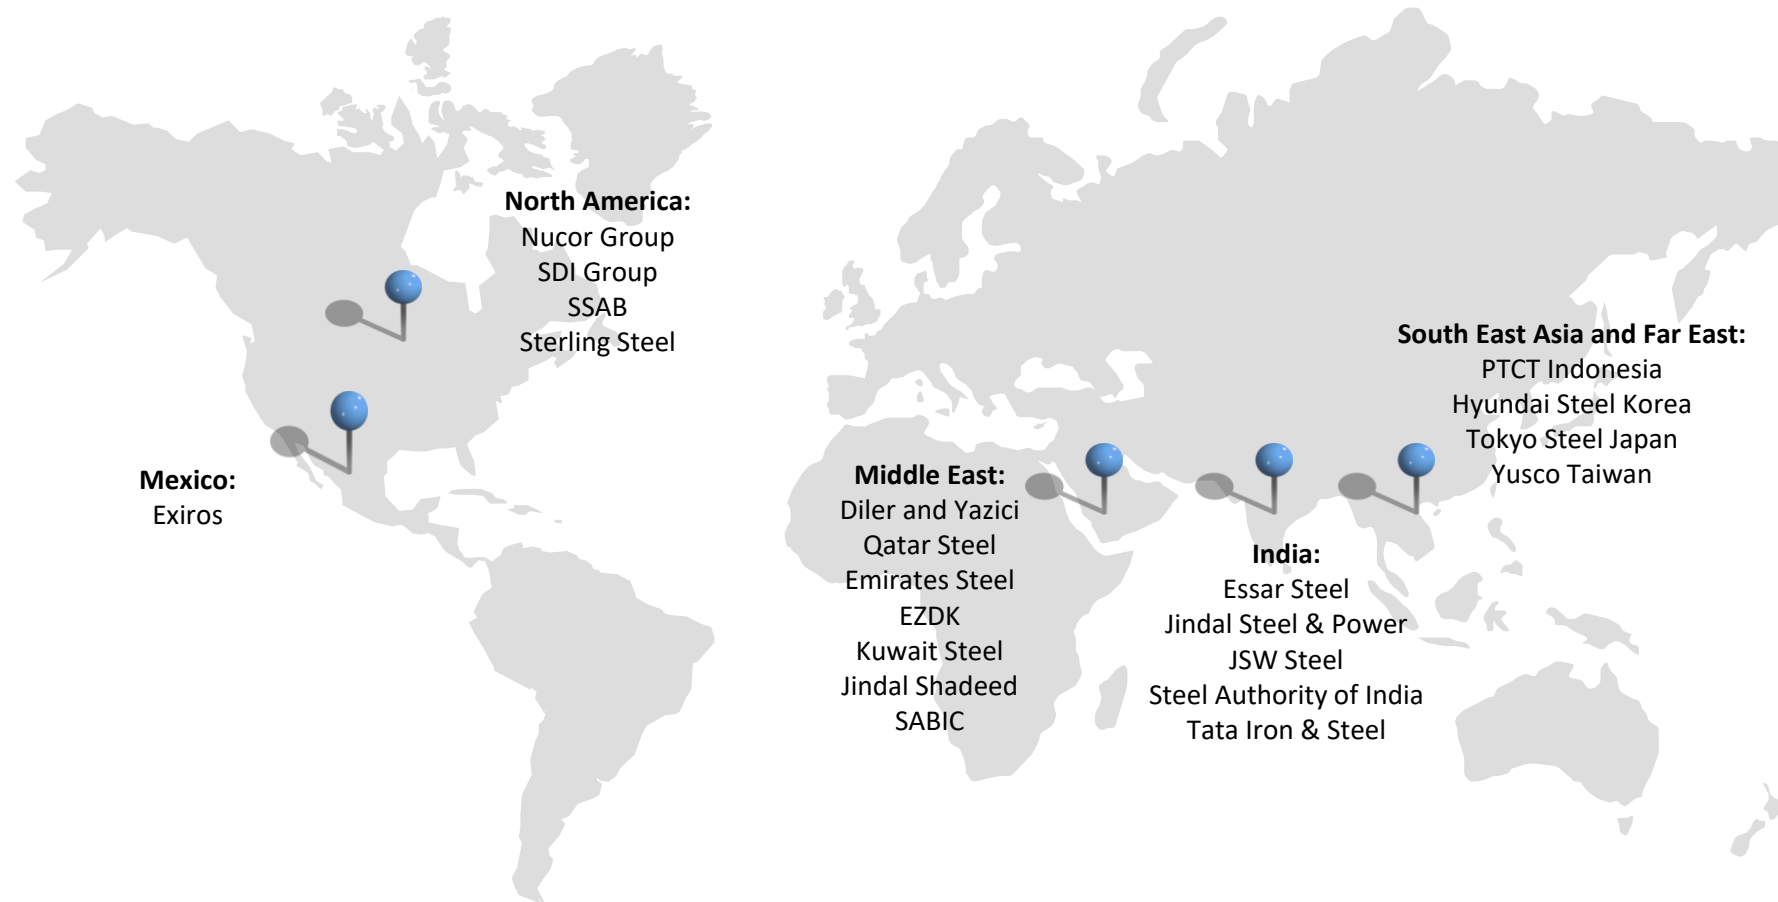 North America:
Nucor Group
SDI Group
SSAB
Sterling Steel
Mexico:
Exiros
Middle East:
Diler and Yazici
Qatar Steel
Emirates Steel
EZDK
Kuwait Steel
Jindal Shadeed
SABIC
India:
Essar Steel
Jindal Steel & Power
JSW Steel
Steel Authority of India
Tata Iron & Steel
South East Asia and Far East:
PTCT Indonesia
Hyundai Steel Korea
Tokyo Steel Japan
Yusco Taiwan